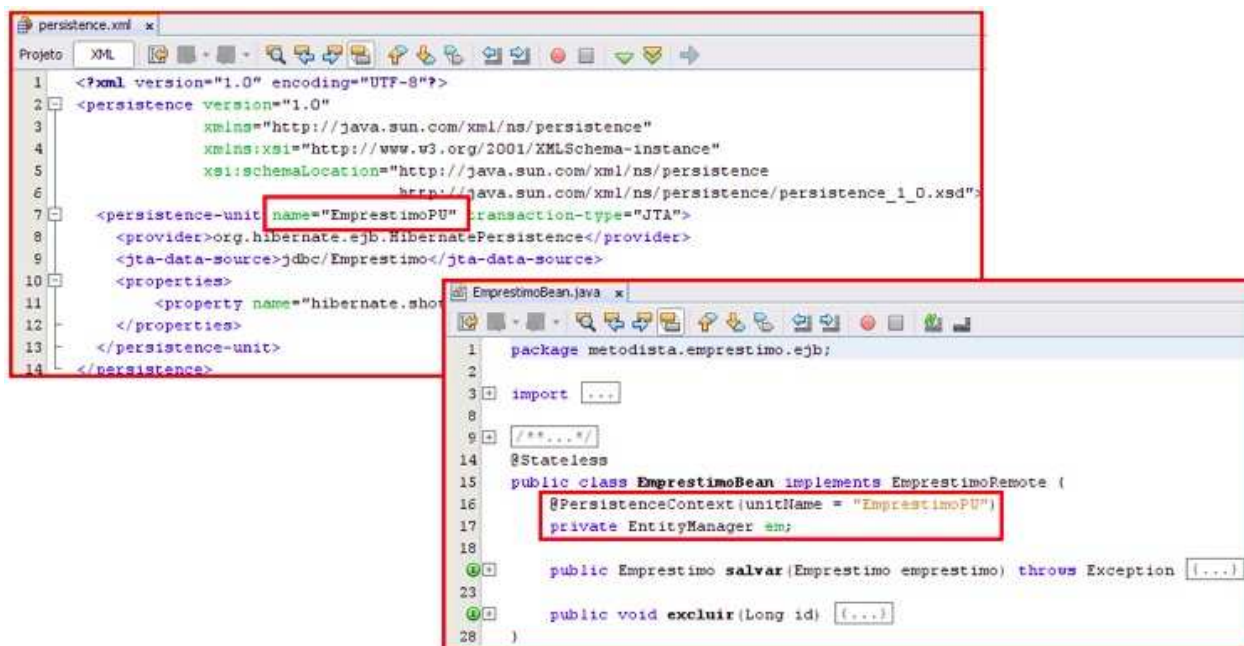 persistence.xml x
Projeto XML
1 <?xml version="1.0" encoding="UTF-8"?>
2 <persistence version="1.0"
3 xmlns="http://java.sun.com/xml/ns/persistence"
4 xmlns:xsi="http://www.w3.org/2001/XMLSchema-instance"
5 xsi:schemaLocation="http://java.sun.com/xml/ns/persistence
6 http://java.sun.com/xml/ns/persistence/persistence_1_0.xsd">
7 <persistence-unit name="EmprestimoPU" transaction-type="JTA">
8 <provider>org.hibernate.ejb.HibernatePersistence</provider>
9 <jta-data-source>jdbc/Emprestimo</jta-data-source>
10 <properties>
11 <property name="hibernate.sho
12 </properties>
13 </persistence-unit>
14 </persistence>
EmprestimoBean.java x
1 package metodista.emprestimo.ejb;
2
3 import ...
8
9 /**...*/
14 @Stateless
15 public class EmprestimoBean implements EmprestimoRemote {
16 @PersistenceContext(unitName = "EmprestimoPU")
17 private EntityManager em;
18
public Emprestimo salvar(Emprestimo emprestimo) throws Exception {...}
23
public void excluir(Long id) {...}
28 }